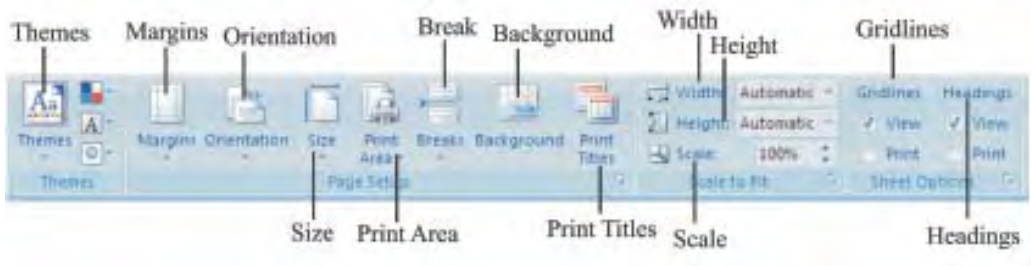 Themes Margins Orientation Break Background Width Height Gridlines
Themes Margins Orientation Size Print Area Breaks Background Print Titles
Width: Automatic
Height: Automatic
Scale: 100%
Gridlines Headings
View View
Print Print
Themes Page Setup Scale to Fit Sheet Options
Size Print Area Print Titles Scale Headings